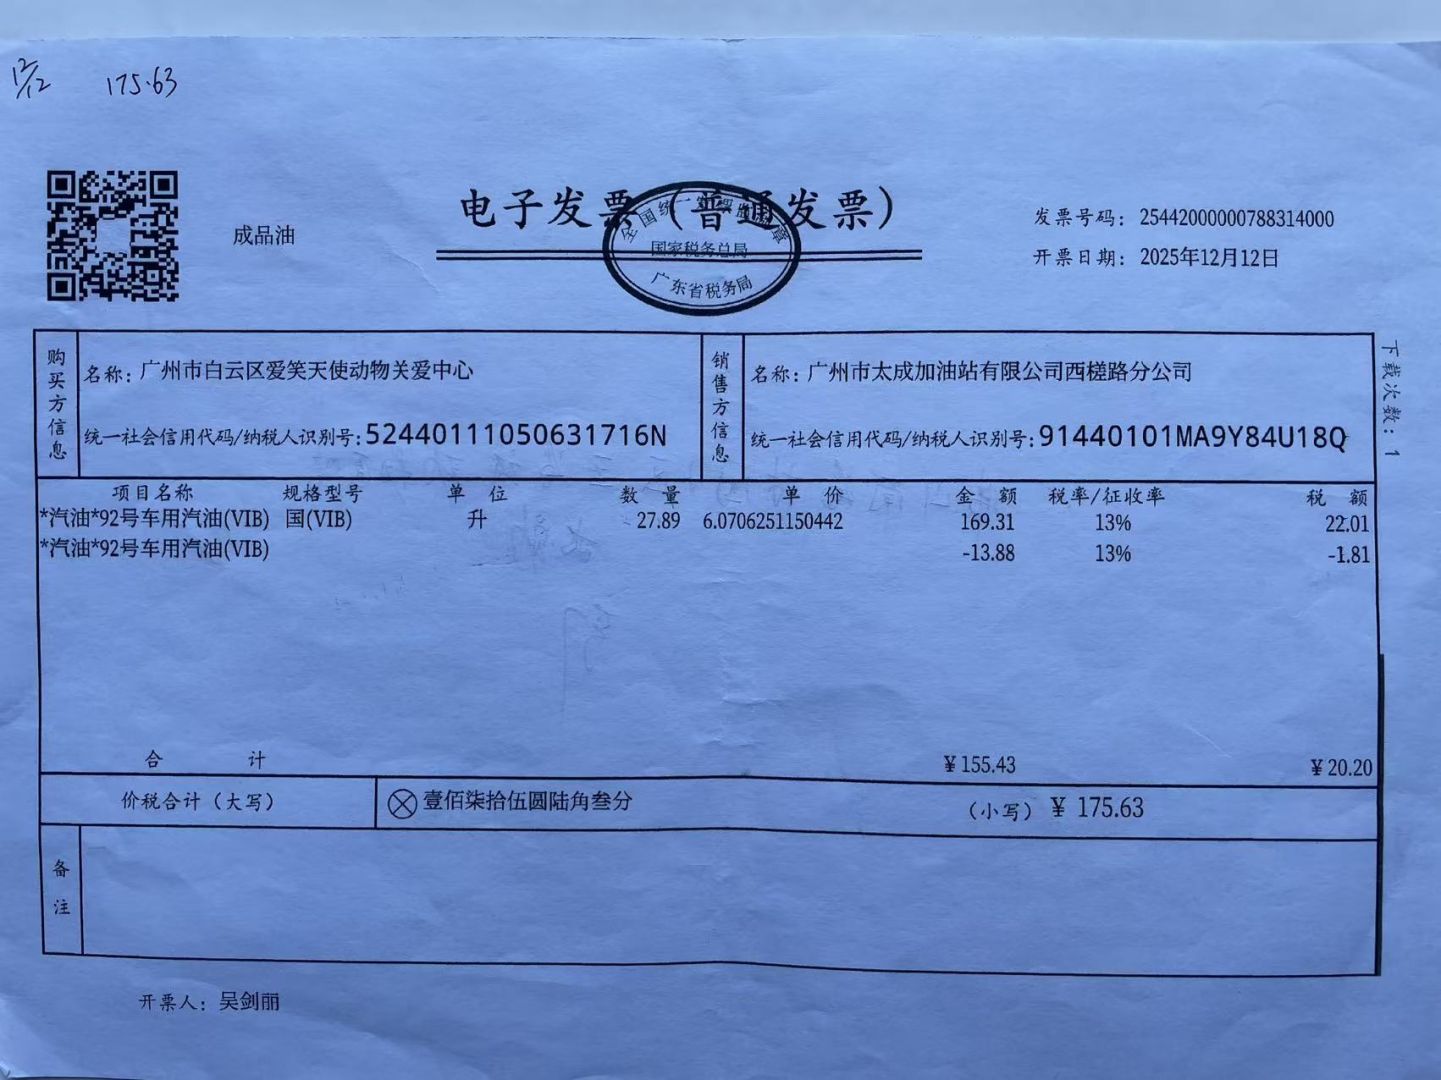 12/12 175.63
电子发票（普通发票）
全国统一发票监制章
国家税务总局
广东省税务局
成品油
发票号码：25442000000788314000
开票日期：2025年12月12日
下载次数：1
购买方信息
名称：广州市白云区爱笑天使动物关爱中心
统一社会信用代码/纳税人识别号：52440111050631716N
销售方信息
名称：广州市太成加油站有限公司西槎路分公司
统一社会信用代码/纳税人识别号：91440101MA9Y84U18Q
项目名称 规格型号 单位 数量 单价 金额 税率/征收率 税额
*汽油*92号车用汽油(VIB) 国(VIB) 升 27.89 6.0706251150442 169.31 13% 22.01
*汽油*92号车用汽油(VIB) -13.88 13% -1.81
合计 ¥155.43 ¥20.20
价税合计（大写） 壹佰柒拾伍圆陆角叁分 （小写）¥ 175.63
备注
开票人：吴剑丽